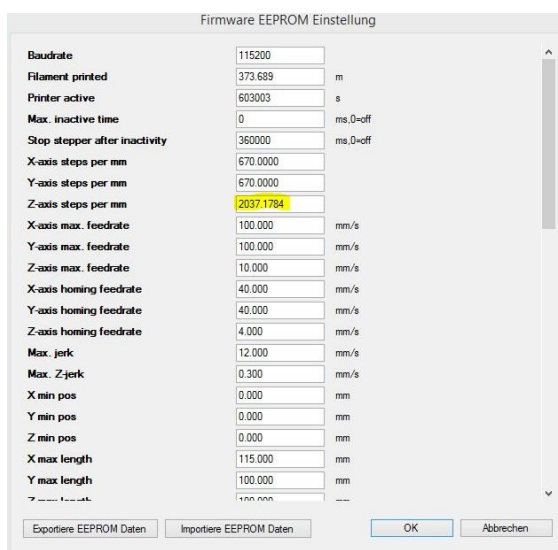 Firmware EEPROM Einstellung
Baudrate 115200
Filament printed 373.689 m
Printer active 603003 s
Max. inactive time 0 ms,0=off
Stop stepper after inactivity 360000 ms,0=off
X-axis steps per mm 670.0000
Y-axis steps per mm 670.0000
Z-axis steps per mm 2037.1784
X-axis max. feedrate 100.000 mm/s
Y-axis max. feedrate 100.000 mm/s
Z-axis max. feedrate 10.000 mm/s
X-axis homing feedrate 40.000 mm/s
Y-axis homing feedrate 40.000 mm/s
Z-axis homing feedrate 4.000 mm/s
Max. jerk 12.000 mm/s
Max. Z-jerk 0.300 mm/s
X min pos 0.000 mm
Y min pos 0.000 mm
Z min pos 0.000 mm
X max length 115.000 mm
Y max length 100.000 mm
Z max length 100.000 mm
Exportiere EEPROM Daten Importiere EEPROM Daten OK Abbrechen